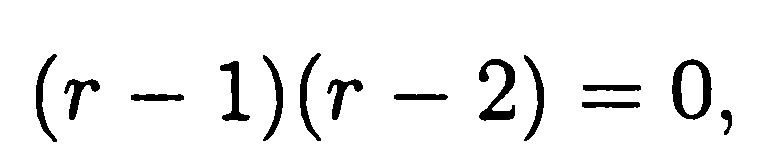 (r − 1)(r − 2) = 0,